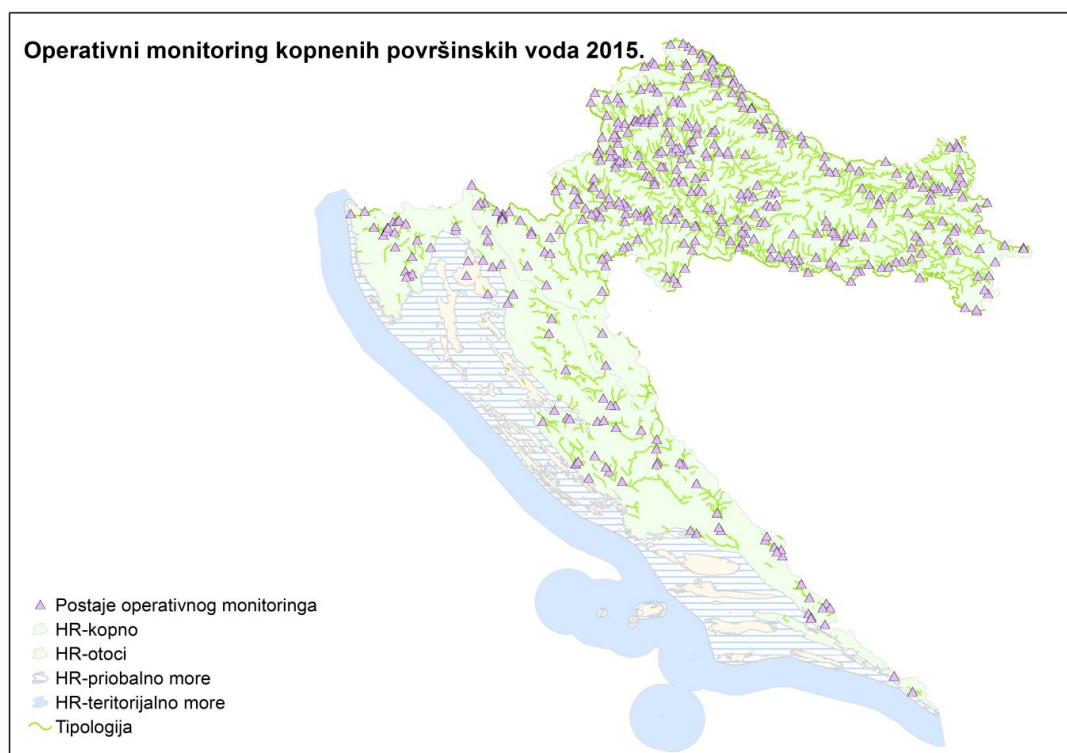 Operativni monitoring kopnenih površinskih voda 2015.
Postaje operativnog monitoringa
HR-kopno
HR-otoci
HR-priobalno more
HR-teritorijalno more
Tipologija